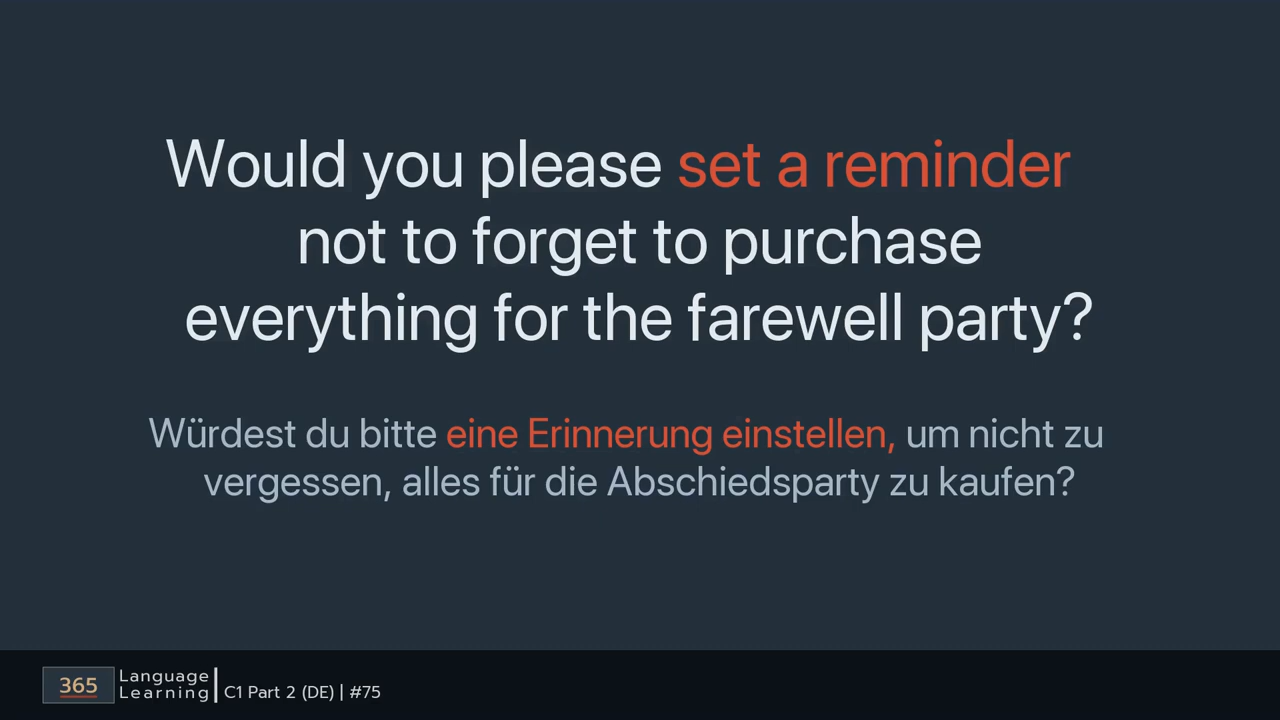 Would you please set a reminder
not to forget to purchase
everything for the farewell party?
Würdest du bitte eine Erinnerung einstellen, um nicht zu
vergessen, alles für die Abschiedsparty zu kaufen?
365 Language
Learning
C1 Part 2 (DE) | #75